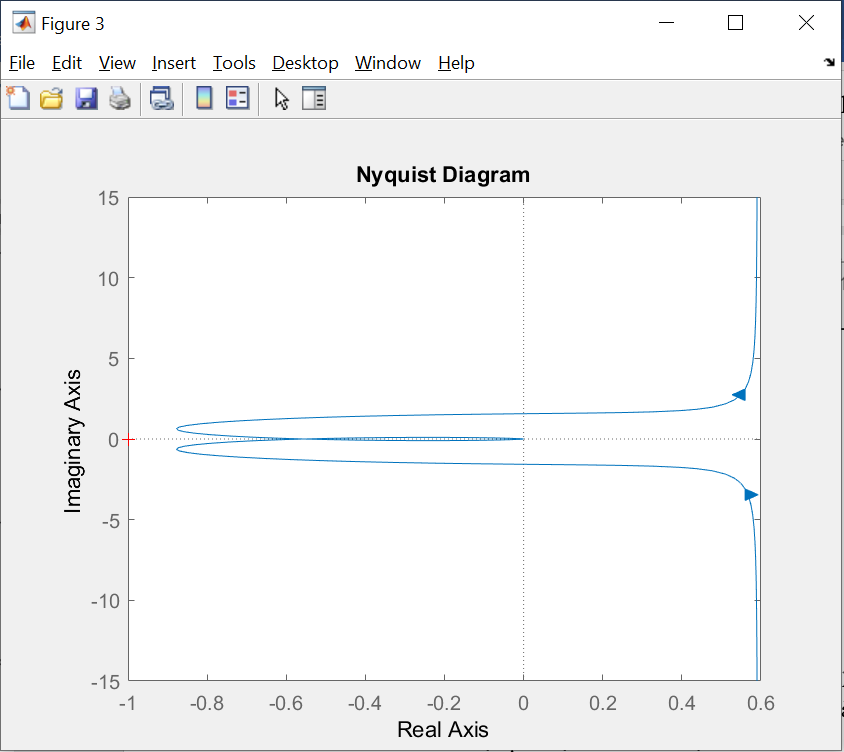 Figure 3
File Edit View Insert Tools Desktop Window Help
Nyquist Diagram
15
10
5
0
-5
-10
-15
Imaginary Axis
-1 -0.8 -0.6 -0.4 -0.2 0 0.2 0.4 0.6
Real Axis